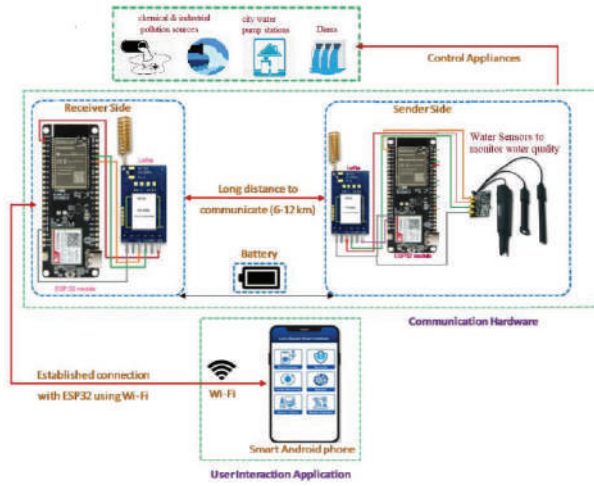 chemical & industrial
pollution sources
city water
pump stations
Dams
Control Appliances
Receiver Side
Sender Side
LoRa
LoRa
Water Sensors to
monitor water quality
Long distance to
communicate (6-12 km)
Battery
ESP32 module
ESP32 module
Communication Hardware
Established connection
with ESP32 using Wi-Fi
Wi-Fi
Smart Android phone
User Interaction Application